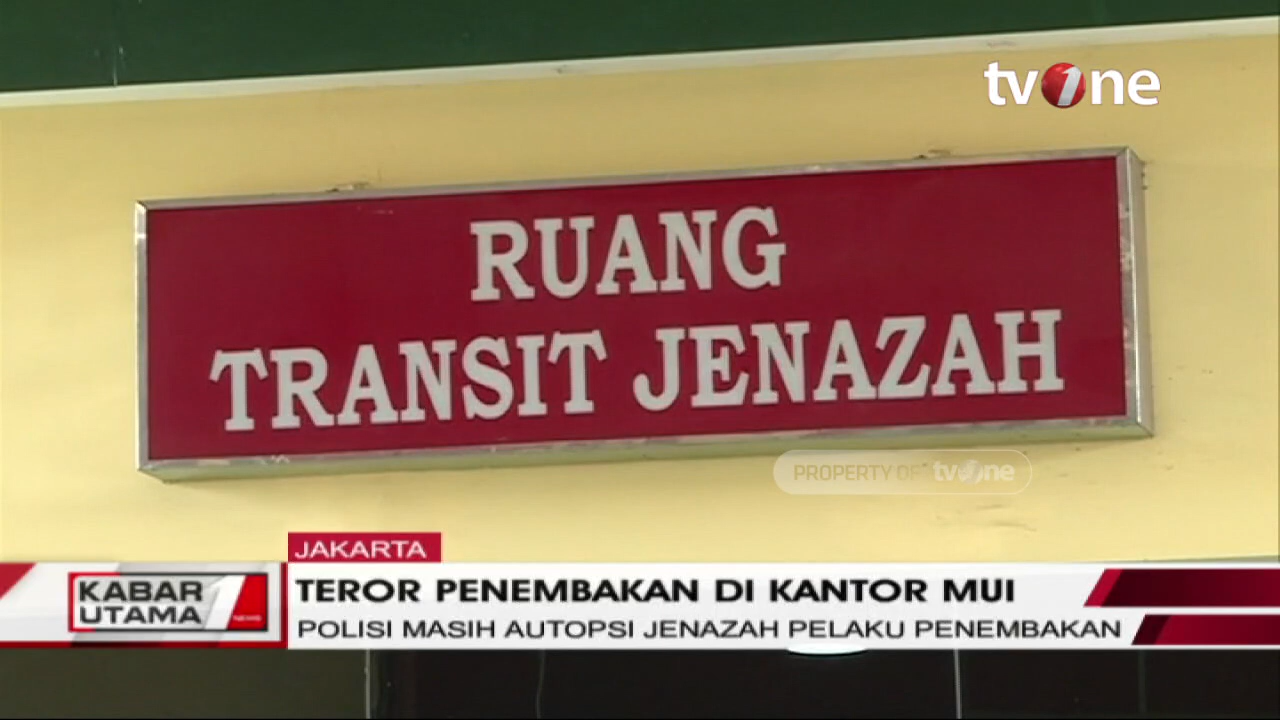 tvOne
RUANG
TRANSIT JENAZAH
PROPERTY OF tvOne
JAKARTA
KABAR
UTAMA
NEWS
TEROR PENEMBAKAN DI KANTOR MUI
POLISI MASIH AUTOPSI JENAZAH PELAKU PENEMBAKAN